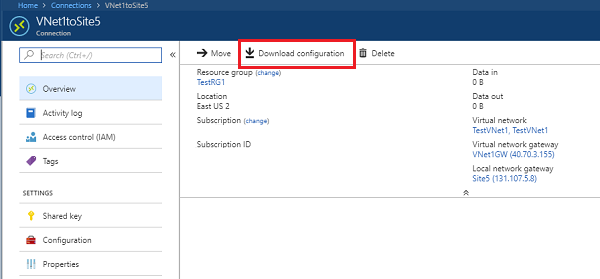 Home > Connections > VNet1toSite5
VNet1toSite5
Connection
Search (Ctrl+/)
Overview
Activity log
Access control (IAM)
Tags
SETTINGS
Shared key
Configuration
Properties
Move Download configuration Delete
Resource group (change)
TestRG1
Location
East US 2
Subscription (change)
Subscription ID
Data in
0 B
Data out
0 B
Virtual network
TestVNet1, TestVNet1
Virtual network gateway
VNet1GW (40.70.3.155)
Local network gateway
Site5 (131.107.5.8)